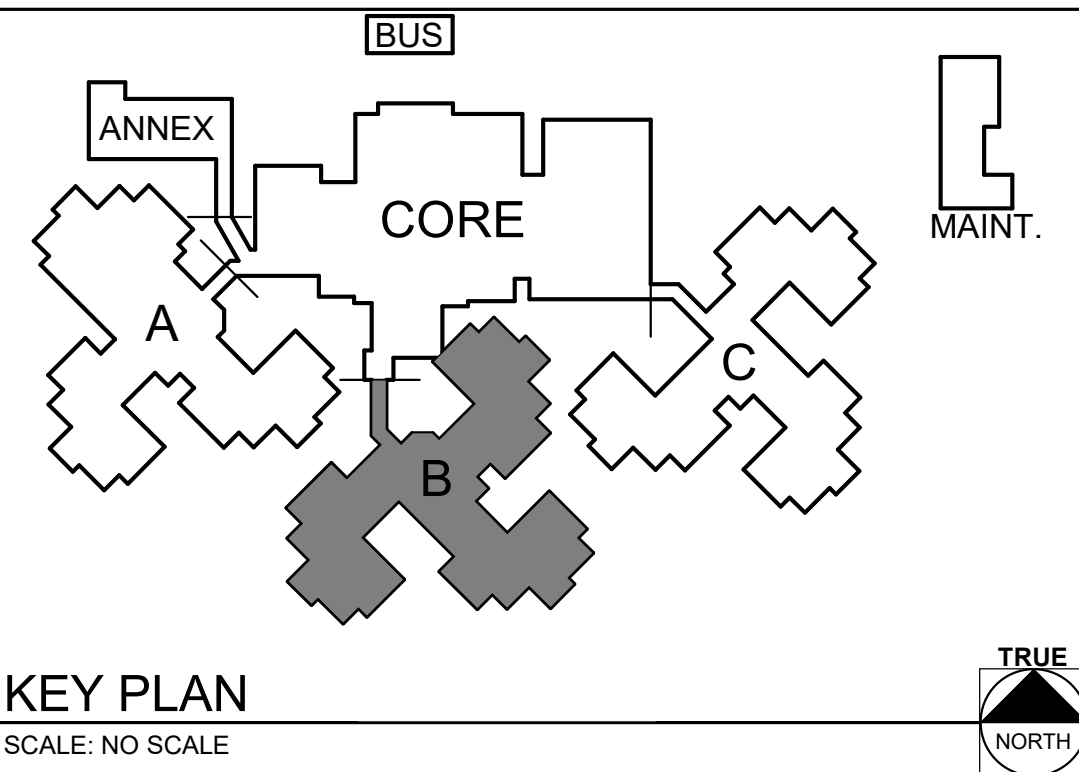 BUS
ANNEX
CORE
MAINT.
A
C
B
KEY PLAN
SCALE: NO SCALE
TRUE
NORTH